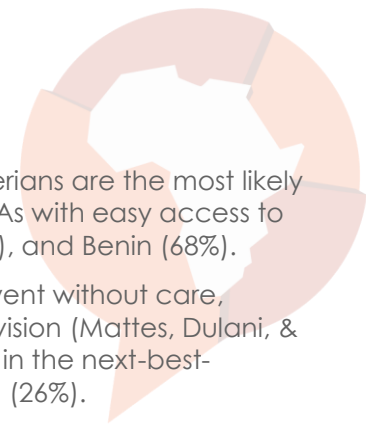 erians are the most likely
As with easy access to
), and Benin (68%).
vent without care,
vision (Mattes, Dulani, &
in the next-best-
(26%).